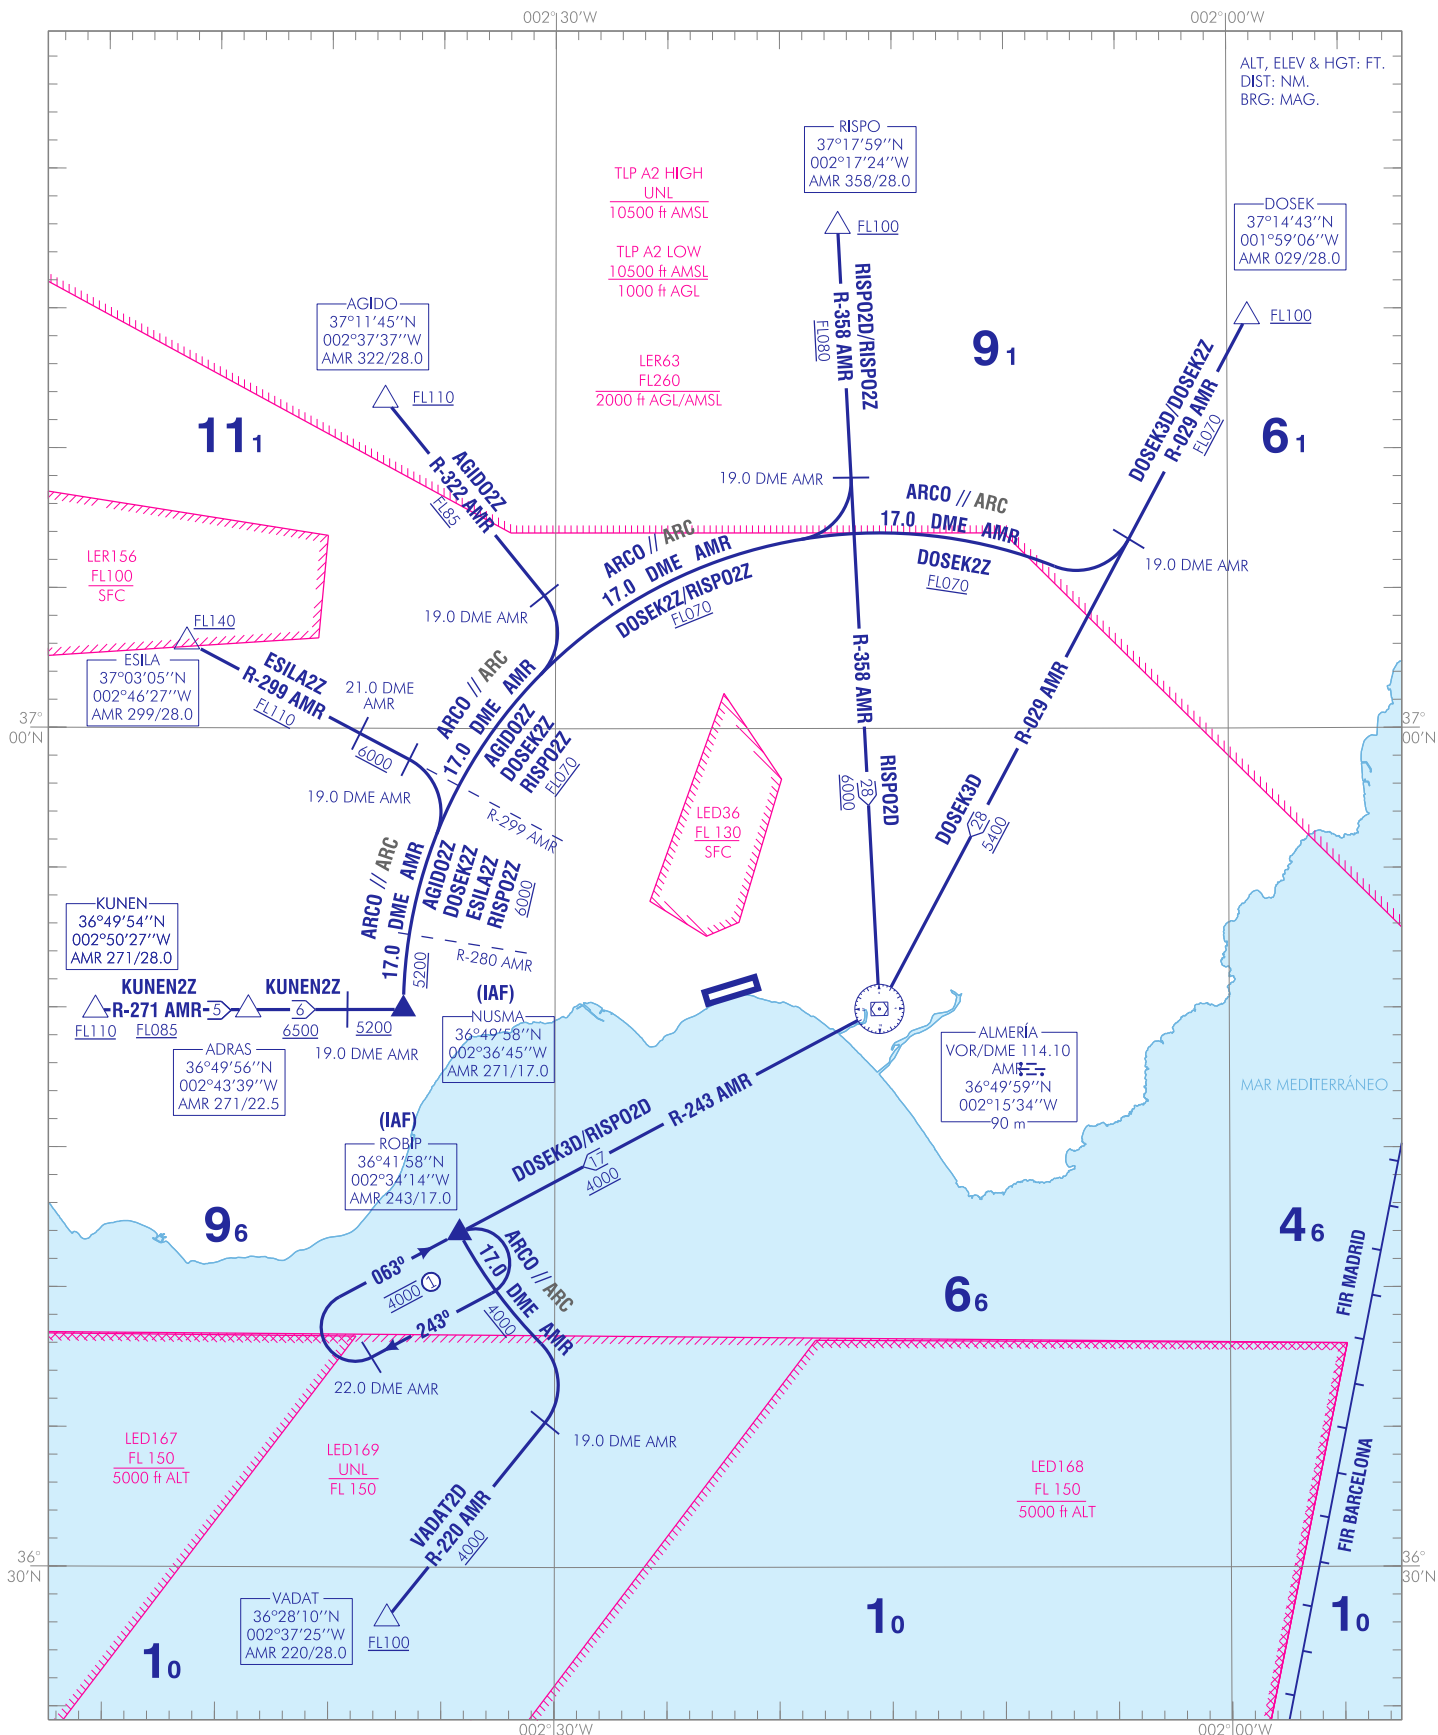 002°30'W
002°00'W
ALT, ELEV & HGT: FT.
DIST: NM.
BRG: MAG.
RISPO
37°17'59''N
002°17'24''W
AMR 358/28.0
FL100
DOSEK
37°14'43''N
001°59'06''W
AMR 029/28.0
FL100
TLP A2 HIGH
UNL
10500 ft AMSL
TLP A2 LOW
10500 ft AMSL
1000 ft AGL
LER63
FL260
2000 ft AGL/AMSL
AGIDO
37°11'45''N
002°37'37''W
AMR 322/28.0
FL110
RISPO2D/RISPO2Z
R-358 AMR
FL080
9 1
11 1
6 1
DOSEK3D/DOSEK2Z
R-029 AMR
FL070
AGIDO2Z
R-322 AMR
FL85
19.0 DME AMR
ARCO // ARC
17.0 DME AMR
DOSEK2Z
FL070
19.0 DME AMR
ARCO // ARC
17.0 DME AMR
DOSEK2Z/RISPO2Z
FL070
LER156
FL100
SFC
19.0 DME AMR
FL140
ESILA
37°03'05''N
002°46'27''W
AMR 299/28.0
ESILA2Z
R-299 AMR
FL110
21.0 DME
AMR
6000
19.0 DME AMR
ARCO // ARC
17.0 DME AMR
AGIDO2Z
DOSEK2Z
RISPO2Z
FL070
R-299 AMR
37°
00'N
37°
00'N
R-358 AMR
RISPO2D
28
6000
R-029 AMR
DOSEK3D
28
5400
LED36
FL 130
SFC
ARCO // ARC
17.0 DME AMR
AGIDO2Z
DOSEK2Z
ESILA2Z
RISPO2Z
6000
R-280 AMR
5200
KUNEN
36°49'54''N
002°50'27''W
AMR 271/28.0
KUNEN2Z
R-271 AMR
5
FL110
FL085
KUNEN2Z
6
6500
5200
19.0 DME AMR
ADRAS
36°49'56''N
002°43'39''W
AMR 271/22.5
(IAF)
NUSMA
36°49'58''N
002°36'45''W
AMR 271/17.0
ALMERÍA
VOR/DME 114.10
AMR
36°49'59''N
002°15'34''W
90 m
MAR MEDITERRÁNEO
(IAF)
ROBIP
36°41'58''N
002°34'14''W
AMR 243/17.0
DOSEK3D/RISPO2D
R-243 AMR
17
4000
9 6
4 6
6 6
063º
4000 1
243º
22.0 DME AMR
ARCO // ARC
17.0 DME AMR
4000
19.0 DME AMR
FIR MADRID
FIR BARCELONA
LED167
FL 150
5000 ft ALT
LED169
UNL
FL 150
LED168
FL 150
5000 ft ALT
VADAT2D
R-220 AMR
4000
36°
30'N
36°
30'N
VADAT
36°28'10''N
002°37'25''W
AMR 220/28.0
FL100
1 0
1 0
1 0
002°30'W
002°00'W